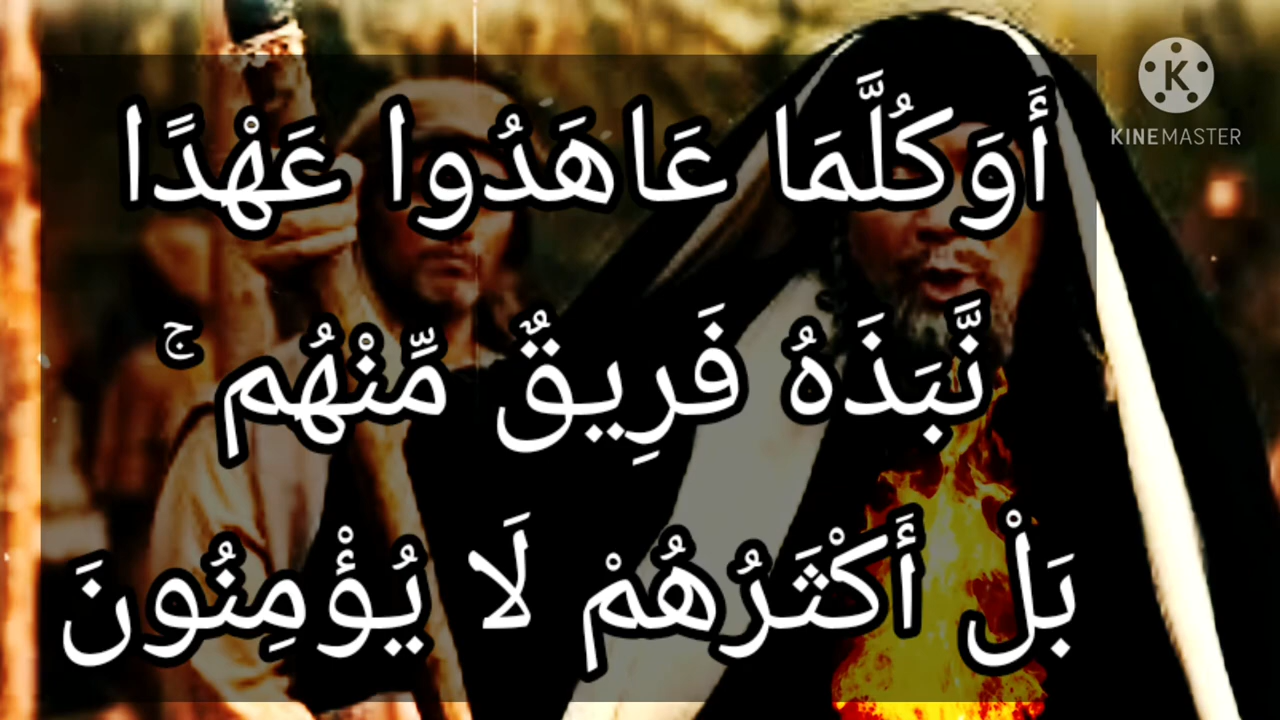 أَوَكُلَّمَا عَاهَدُوا عَهْدًا
نَّبَذَهُ فَرِيقٌ مِّنْهُم ۚ
بَلْ أَكْثَرُهُمْ لَا يُؤْمِنُونَ
K
KINEMASTER